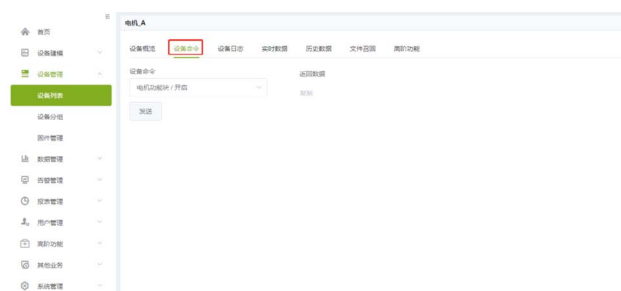 电机_A
首页
设备建模
设备管理
设备列表
设备分组
固件管理
数据管理
告警管理
报表管理
用户管理
高阶功能
其他业务
系统管理
设备概览 设备命令 设备日志 实时数据 历史数据 文件召回 高阶功能
设备命令
电机功能块 / 开启
发送
返回数据